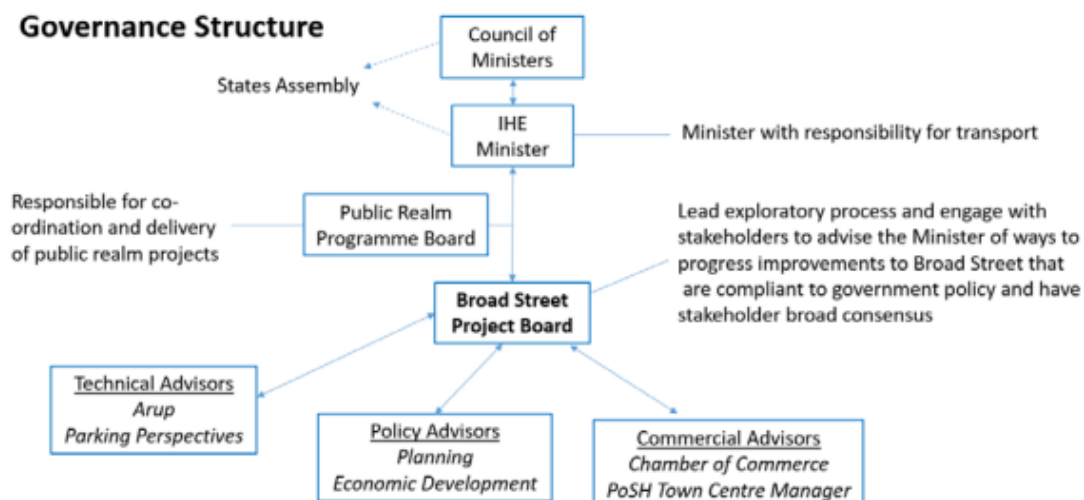 Governance Structure
Council of
Ministers
States Assembly
IHE
Minister
Minister with responsibility for transport
Responsible for co-
ordination and delivery
of public realm projects
Public Realm
Programme Board
Lead exploratory process and engage with
stakeholders to advise the Minister of ways to
progress improvements to Broad Street that
are compliant to government policy and have
stakeholder broad consensus
Broad Street
Project Board
Technical Advisors
Arup
Parking Perspectives
Policy Advisors
Planning
Economic Development
Commercial Advisors
Chamber of Commerce
PoSH Town Centre Manager